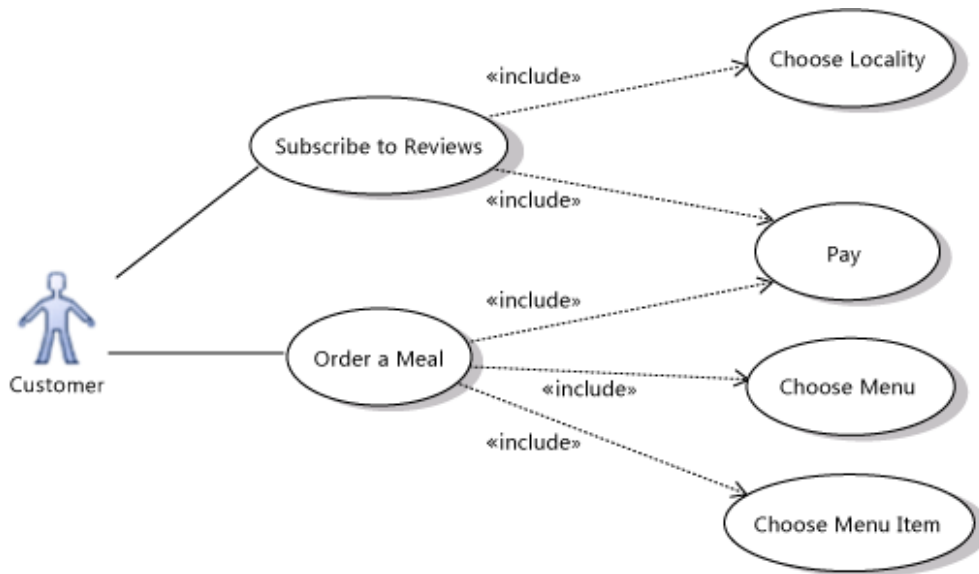 Choose Locality
«include»
Subscribe to Reviews
«include»
Pay
«include»
Order a Meal
Customer
«include»
Choose Menu
«include»
Choose Menu Item